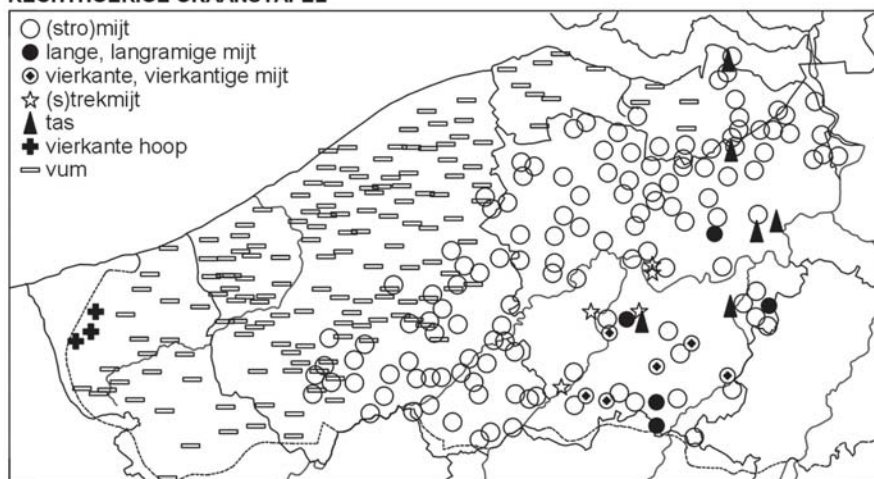 RECHTHOEKIGE GRAANSTAPEL
(stro)mijt
lange, langramige mijt
vierkante, vierkantige mijt
(s)trekmijt
tas
vierkante hoop
vum